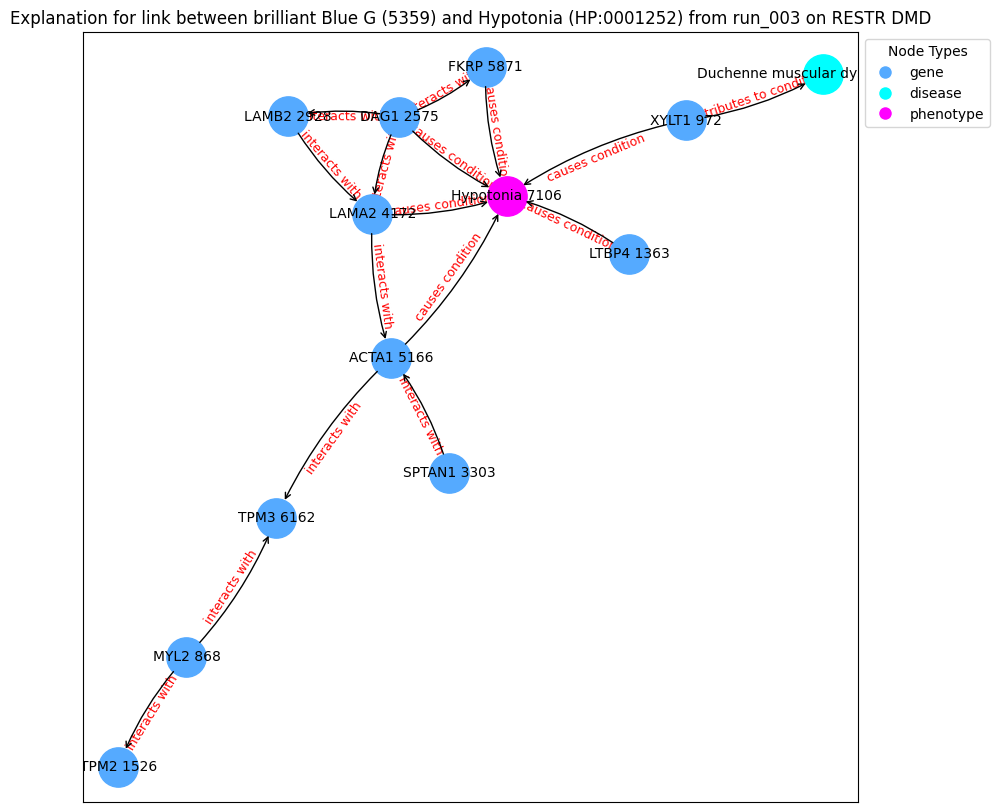 Explanation for link between brilliant Blue G (5359) and Hypotonia (HP:0001252) from run_003 on RESTR DMD
Node Types
gene
disease
phenotype
FKRP 5871
Duchenne muscular dy
interacts with
tributes to condi
LAMB2 2928
interacts with
DAG1 2575
XYLT1 972
causes condition
causes condition
causes condition
interacts with
interacts with
Hypotonia 7106
LAMA2 4172
causes condition
causes condition
LTBP4 1363
interacts with
causes condition
ACTA1 5166
interacts with
interacts with
SPTAN1 3303
TPM3 6162
interacts with
MYL2 868
interacts with
TPM2 1526